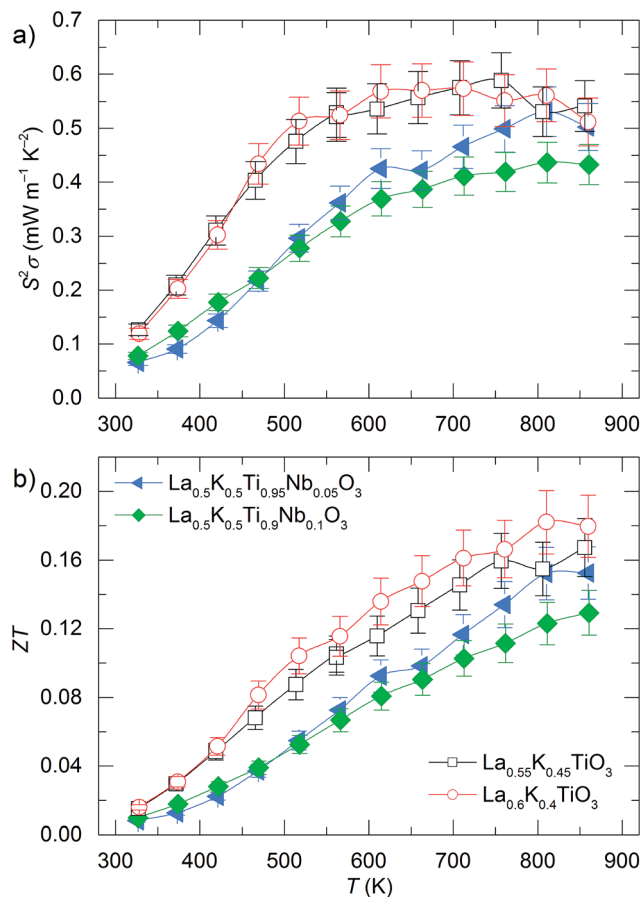 a)
0.7
0.6
0.5
0.4
0.3
0.2
0.1
0.0
S² σ (mW m⁻¹ K⁻²)
300 400 500 600 700 800 900
b)
0.20
0.16
0.12
0.08
0.04
0.00
ZT
La₀.₅K₀.₅Ti₀.₉₅Nb₀.₀₅O₃
La₀.₅K₀.₅Ti₀.₉Nb₀.₁O₃
La₀.₅₅K₀.₄₅TiO₃
La₀.₆K₀.₄TiO₃
300 400 500 600 700 800 900
T (K)